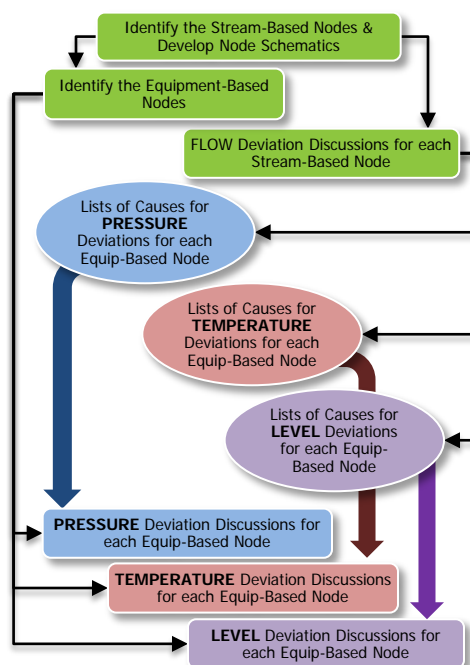 Identify the Stream-Based Nodes &
Develop Node Schematics
Identify the Equipment-Based
Nodes
FLOW Deviation Discussions for each
Stream-Based Node
Lists of Causes for
PRESSURE
Deviations for each
Equip-Based Node
Lists of Causes for
TEMPERATURE
Deviations for each
Equip-Based Node
Lists of Causes for
LEVEL Deviations
for each Equip-
Based Node
PRESSURE Deviation Discussions for
each Equip-Based Node
TEMPERATURE Deviation Discussions
for each Equip-Based Node
LEVEL Deviation Discussions for
each Equip-Based Node